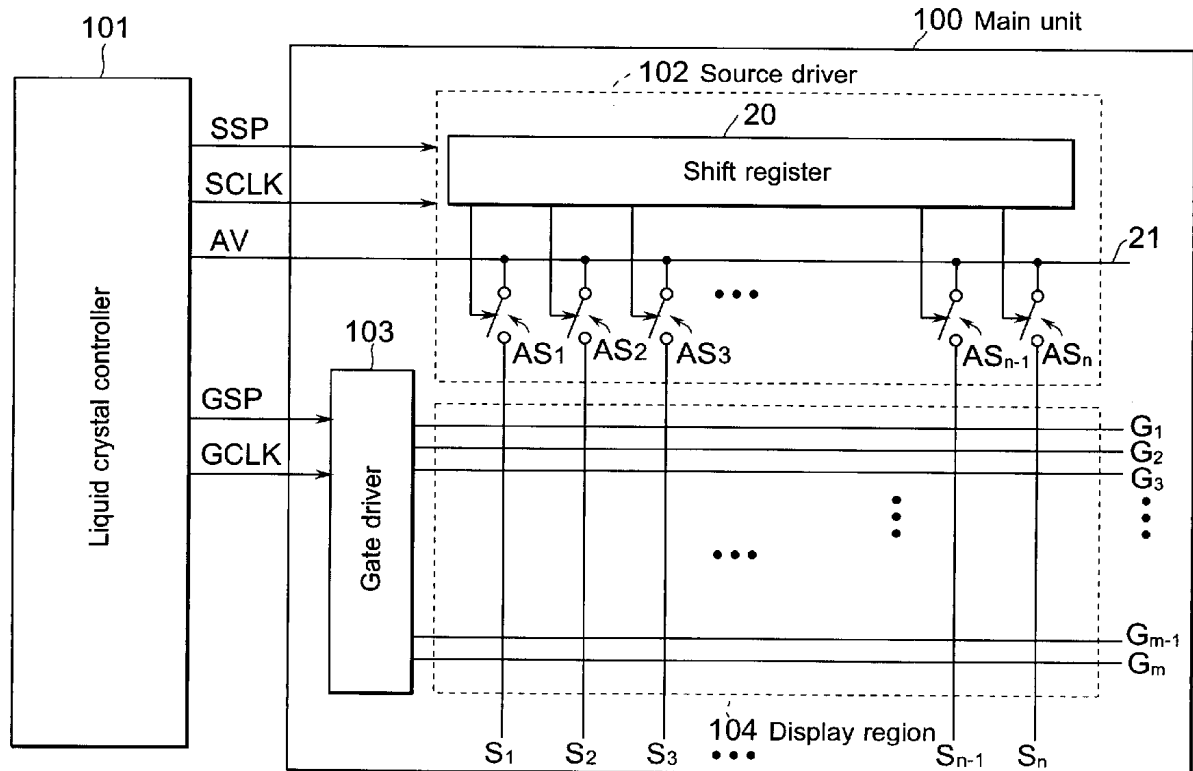 101
100 Main unit
102 Source driver
20
SSP
Shift register
SCLK
AV
21
AS1
AS2
AS3
ASn-1
ASn
Liquid crystal controller
103
GSP
GCLK
Gate driver
G1
G2
G3
Gm-1
Gm
104 Display region
S1
S2
S3
Sn-1
Sn